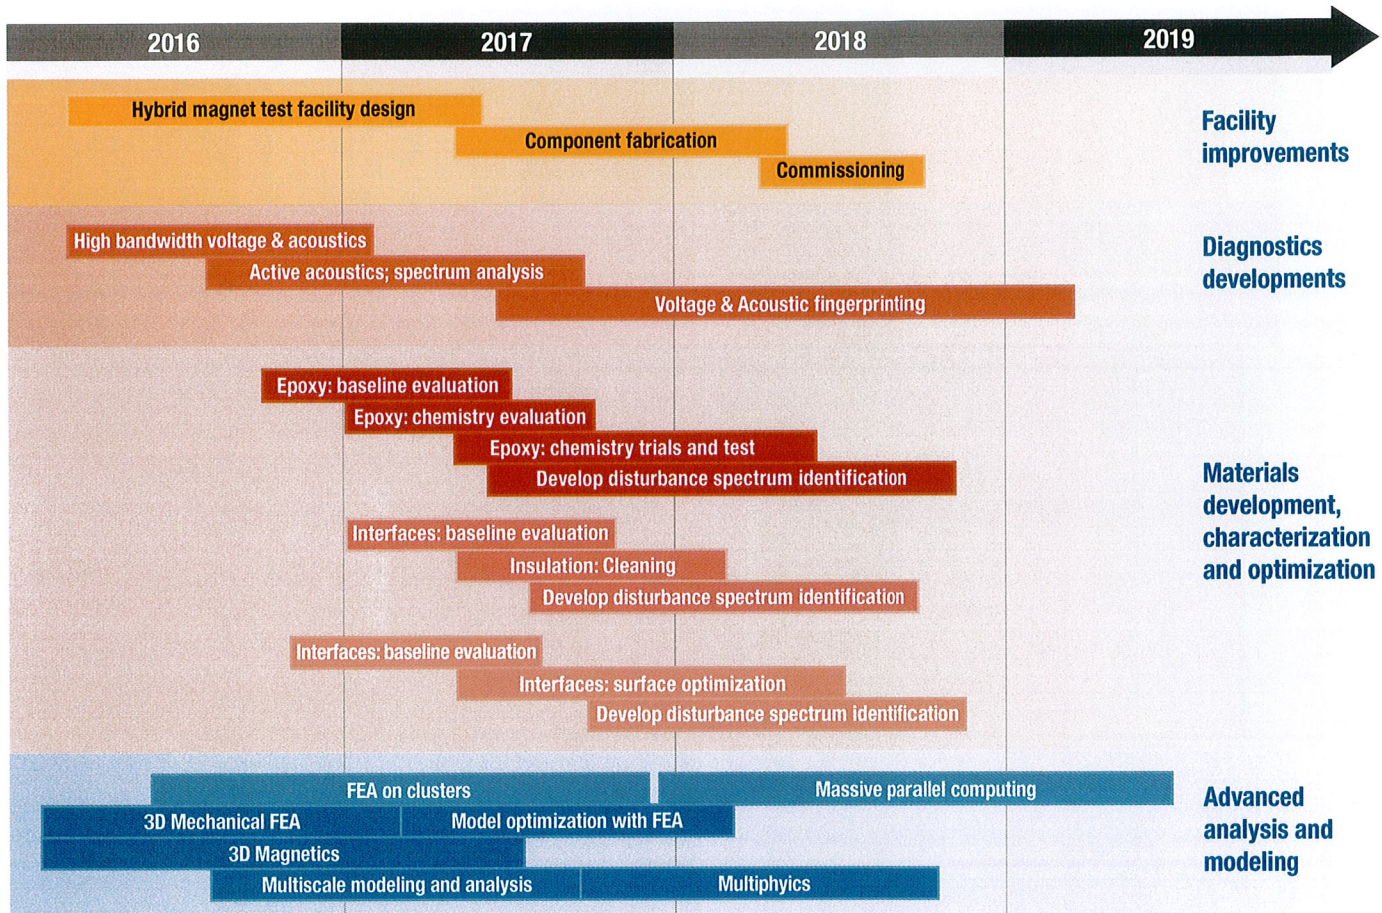 2016 2017 2018 2019
Hybrid magnet test facility design
Component fabrication
Commissioning
Facility
improvements
High bandwidth voltage & acoustics
Active acoustics; spectrum analysis
Voltage & Acoustic fingerprinting
Diagnostics
developments
Epoxy: baseline evaluation
Epoxy: chemistry evaluation
Epoxy: chemistry trials and test
Develop disturbance spectrum identification
Interfaces: baseline evaluation
Insulation: Cleaning
Develop disturbance spectrum identification
Interfaces: baseline evaluation
Interfaces: surface optimization
Develop disturbance spectrum identification
Materials
development,
characterization
and optimization
FEA on clusters
Massive parallel computing
3D Mechanical FEA
Model optimization with FEA
3D Magnetics
Multiscale modeling and analysis
Multiphyics
Advanced
analysis and
modeling